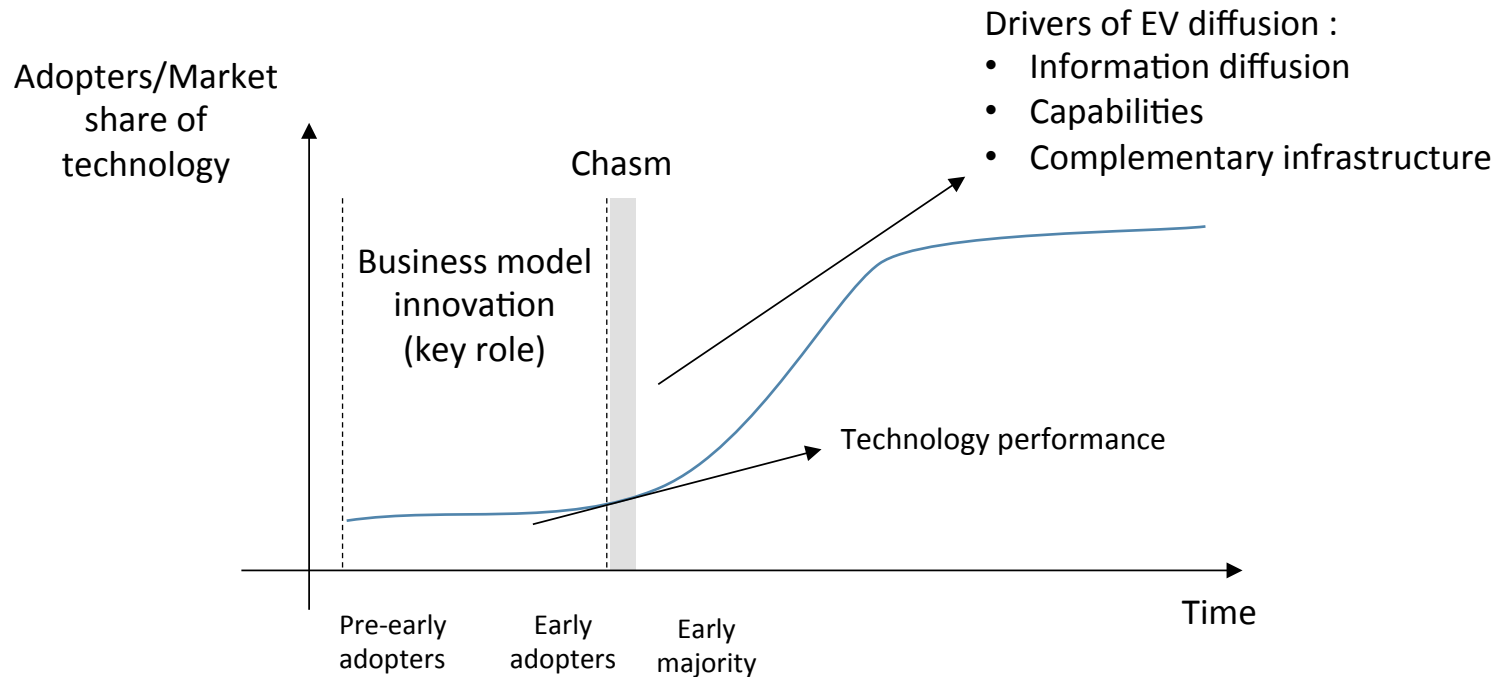 Drivers of EV diffusion :
• Information diffusion
• Capabilities
• Complementary infrastructure
Adopters/Market
share of
technology
Chasm
Business model
innovation
(key role)
Technology performance
Time
Pre-early
adopters
Early
adopters
Early
majority